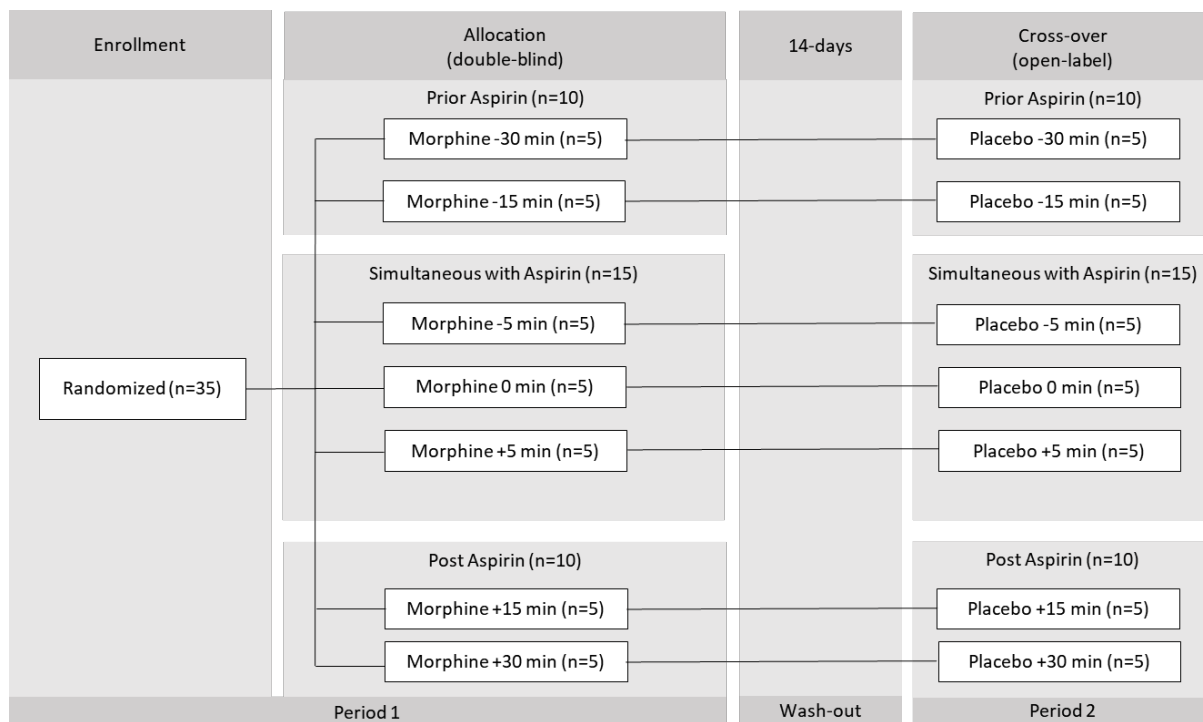 Enrollment
Allocation
(double-blind)
14-days
Cross-over
(open-label)
Prior Aspirin (n=10)
Morphine -30 min (n=5)
Morphine -15 min (n=5)
Prior Aspirin (n=10)
Placebo -30 min (n=5)
Placebo -15 min (n=5)
Simultaneous with Aspirin (n=15)
Morphine -5 min (n=5)
Morphine 0 min (n=5)
Morphine +5 min (n=5)
Simultaneous with Aspirin (n=15)
Placebo -5 min (n=5)
Placebo 0 min (n=5)
Placebo +5 min (n=5)
Randomized (n=35)
Post Aspirin (n=10)
Morphine +15 min (n=5)
Morphine +30 min (n=5)
Post Aspirin (n=10)
Placebo +15 min (n=5)
Placebo +30 min (n=5)
Period 1
Wash-out
Period 2